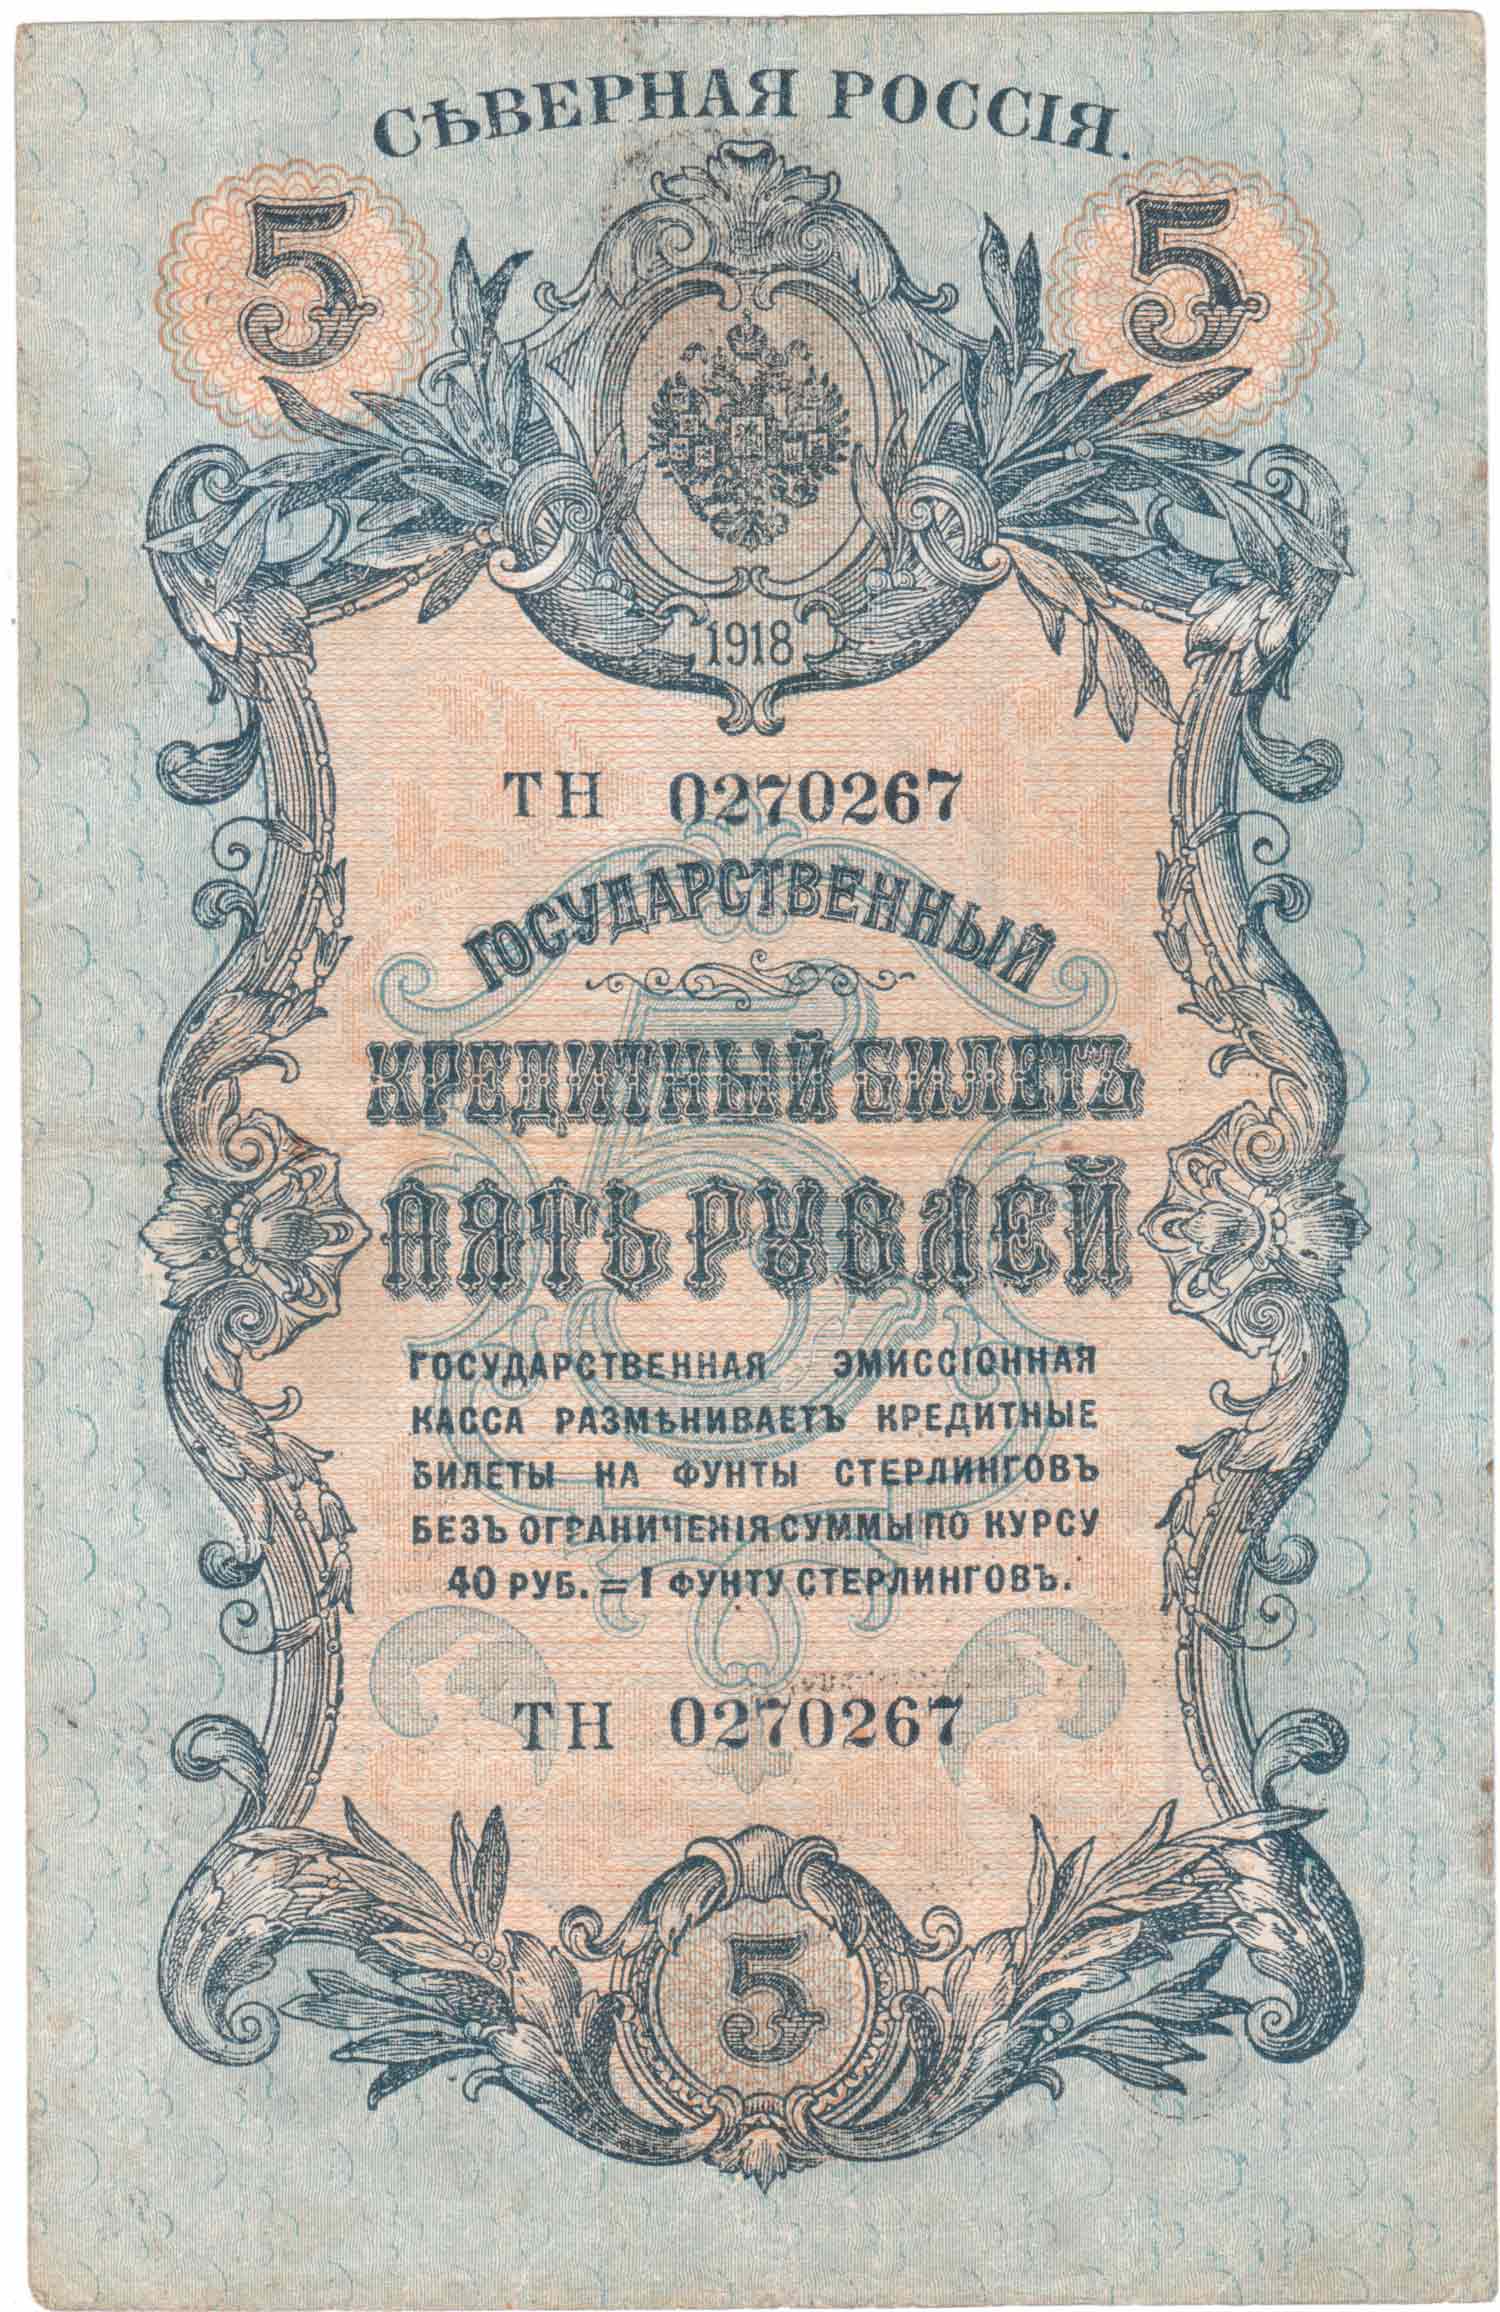 СѢВЕРНАЯ РОССІЯ.
5 5
1918
ТН 0270267
ГОСУДАРСТВЕННЫЙ
КРЕДИТНЫЙ БИЛЕТЪ
ПЯТЬ РУБЛЕЙ
ГОСУДАРСТВЕННАЯ ЭМИССІОННАЯ
КАССА РАЗМѢНИВАЕТЪ КРЕДИТНЫЕ
БИЛЕТЫ НА ФУНТЫ СТЕРЛИНГОВЪ
БЕЗЪ ОГРАНИЧЕНІЯ СУММЫ ПО КУРСУ
40 РУБ. = 1 ФУНТУ СТЕРЛИНГОВЪ.
ТН 0270267
5